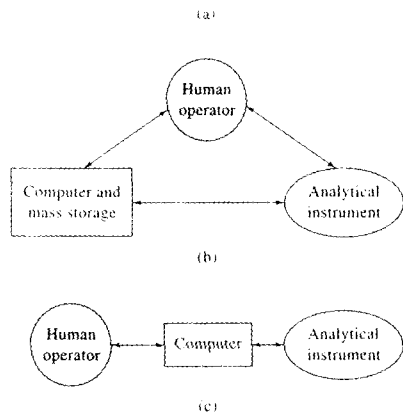 (a)
Human
operator
Computer and
mass storage
Analytical
instrument
(b)
Human
operator
Computer
Analytical
instrument
(c)